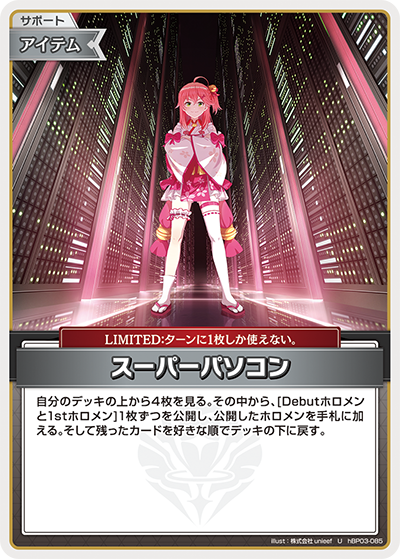 サポート
アイテム
LIMITED:ターンに1枚しか使えない。
スーパーパソコン
自分のデッキの上から4枚を見る。その中から、[Debutホロメン
と1stホロメン]1枚ずつを公開し、公開したホロメンを手札に加
える。そして残ったカードを好きな順でデッキの下に戻す。
illust：株式会社 unieef U hBP03-085